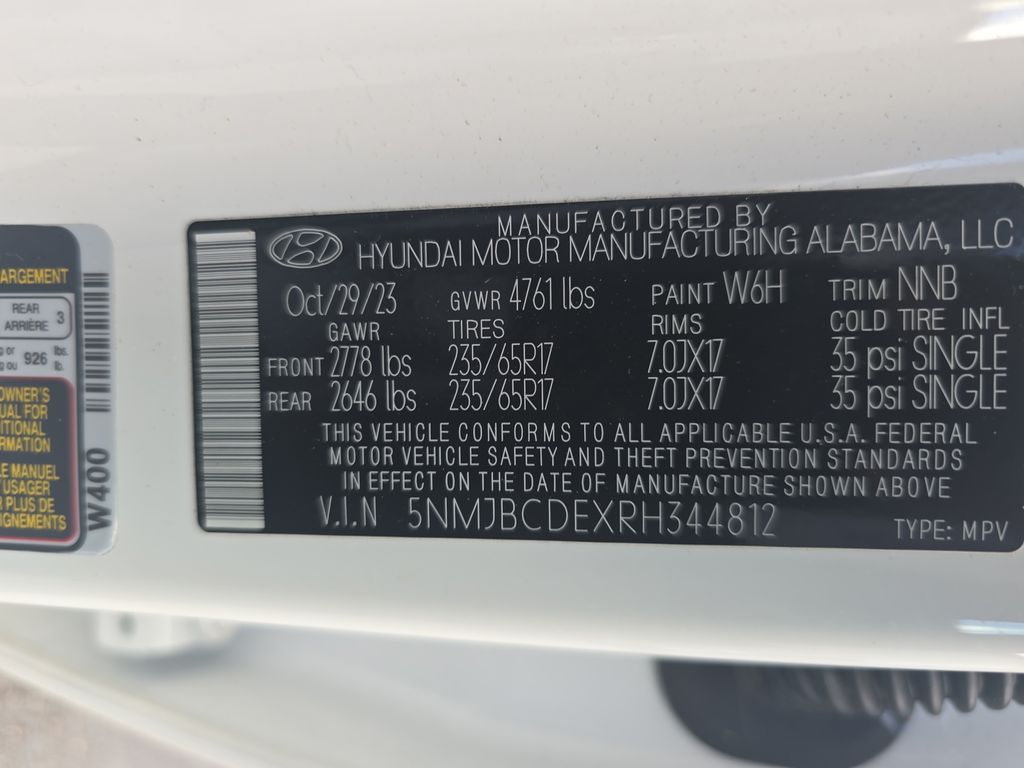 ARGEMENT
REAR
ARRIÈRE 3
926 lbs.
lb.
OWNER'S
UAL FOR
ITIONAL
RMATION
LE MANUEL
USAGER
R PLUS DE
IGNEMENTS
W400
MANUFACTURED BY
HYUNDAI MOTOR MANUFACTURING ALABAMA, LLC
Oct/29/23 GVWR 4761 lbs PAINT W6H TRIM NNB
GAWR TIRES RIMS COLD TIRE INFL
FRONT 2778 lbs 235/65R17 7.0JX17 35 psi SINGLE
REAR 2646 lbs 235/65R17 7.0JX17 35 psi SINGLE
THIS VEHICLE CONFORMS TO ALL APPLICABLE U.S.A. FEDERAL
MOTOR VEHICLE SAFETY AND THEFT PREVENTION STANDARDS
IN EFFECT ON THE DATE OF MANUFACTURE SHOWN ABOVE
V.I.N 5NMJBCDEXRH344812 TYPE: MPV